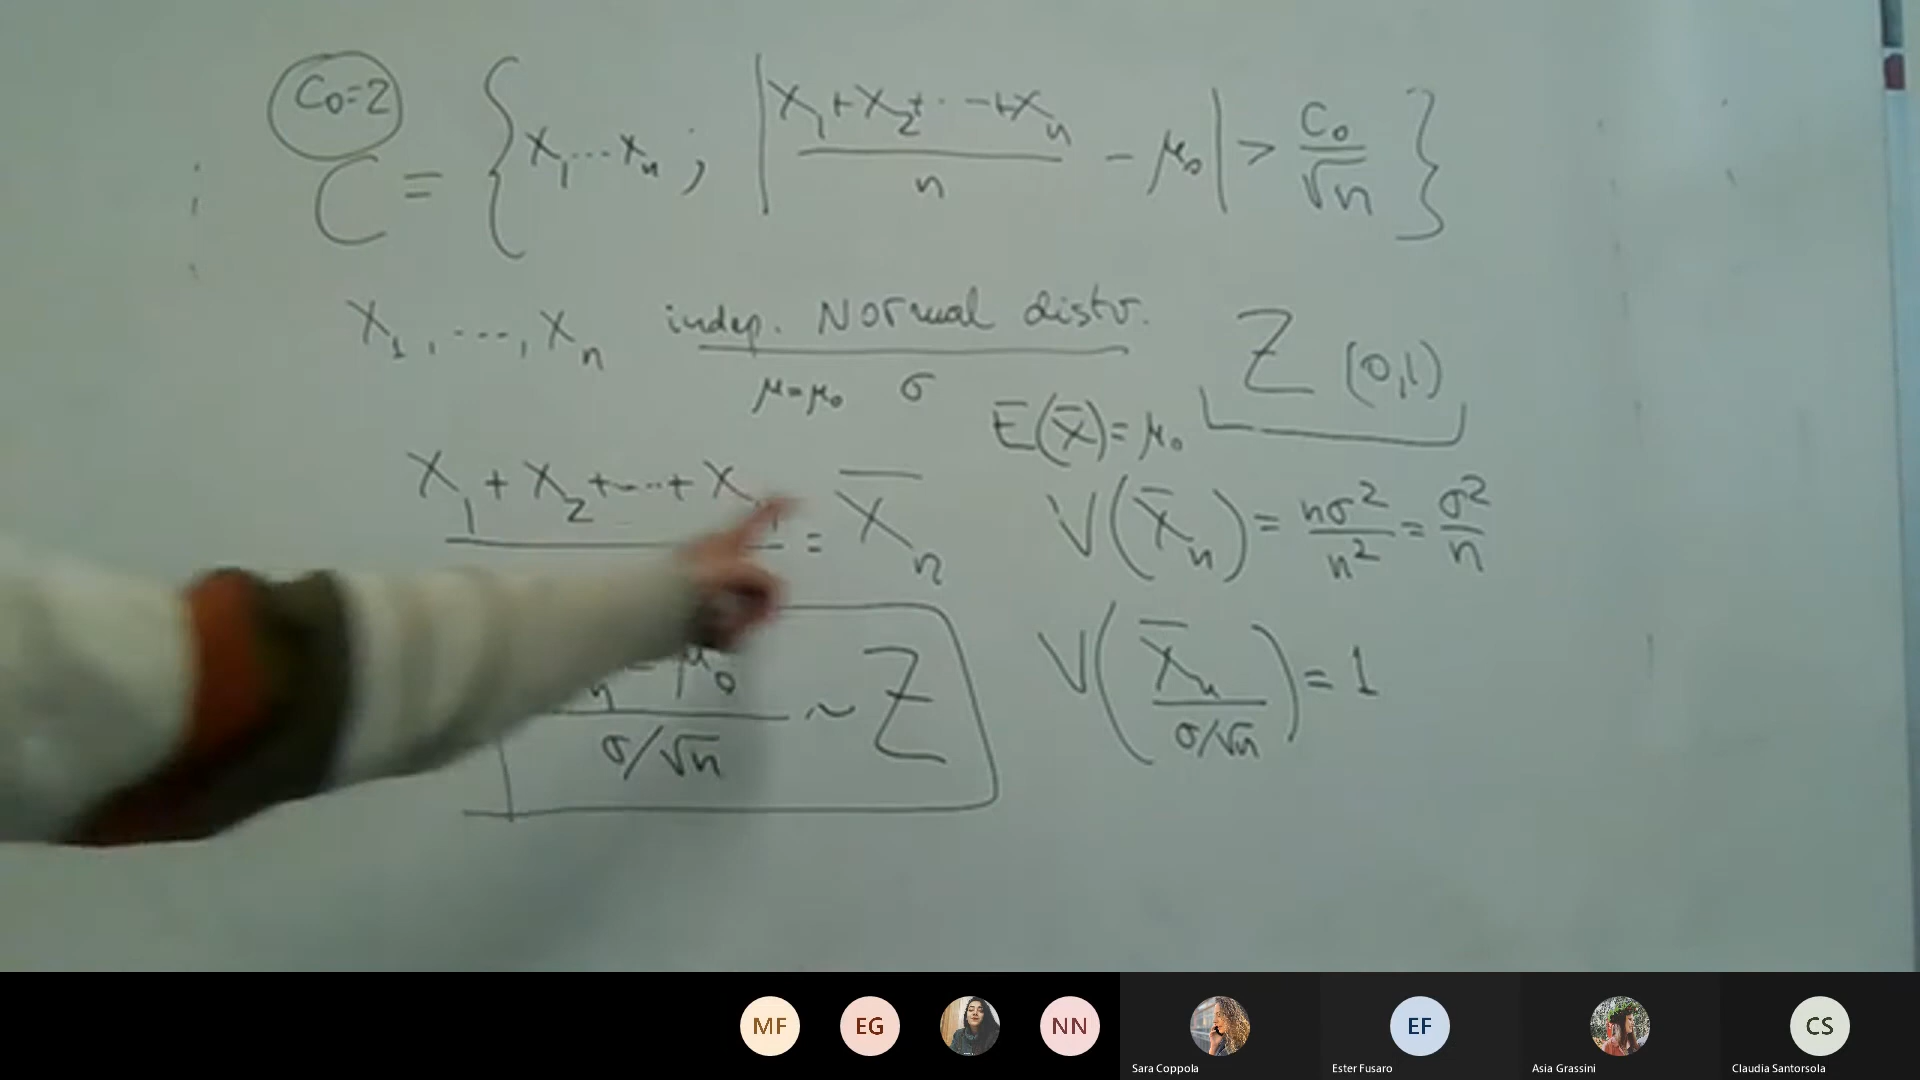 C₀=2
C = { X₁...Xₙ ; | (X₁+X₂+...+Xₙ)/n − μ₀ | > C₀/√n }
X₁, ..., Xₙ indep. Normal distr. Z (0,1)
μ=μ₀ σ
E(X̄) = μ₀
X₁ + X₂ + ... + X = X̄ₙ V(X̄ₙ) = nσ²/n² = σ²/n
n − μ₀ / σ/√n ~ Z V(X̄ₙ / σ/√n) = 1
MF EG NN EF CS
Sara Coppola Ester Fusaro Asia Grassini Claudia Santorsola